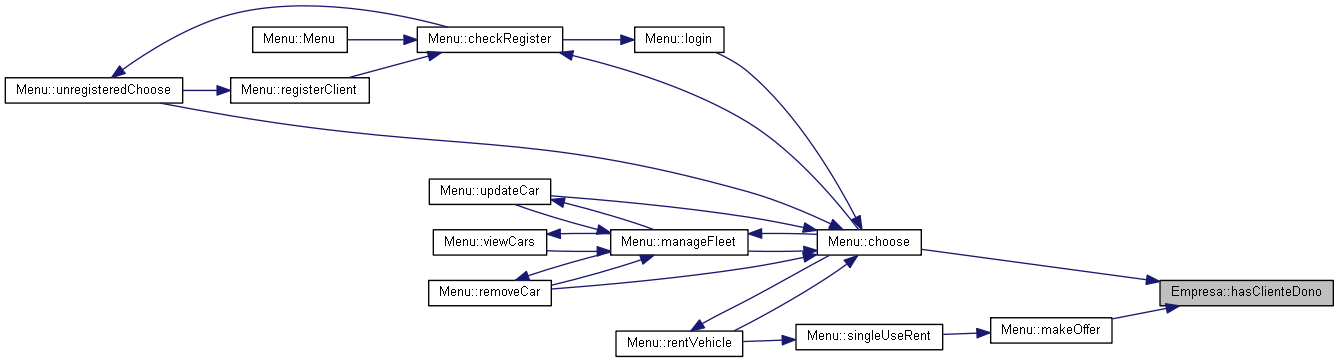 Menu::Menu
Menu::checkRegister
Menu::login
Menu::unregisteredChoose
Menu::registerClient
Menu::updateCar
Menu::viewCars
Menu::manageFleet
Menu::choose
Menu::removeCar
Empresa::hasClienteDono
Menu::rentVehicle
Menu::singleUseRent
Menu::makeOffer